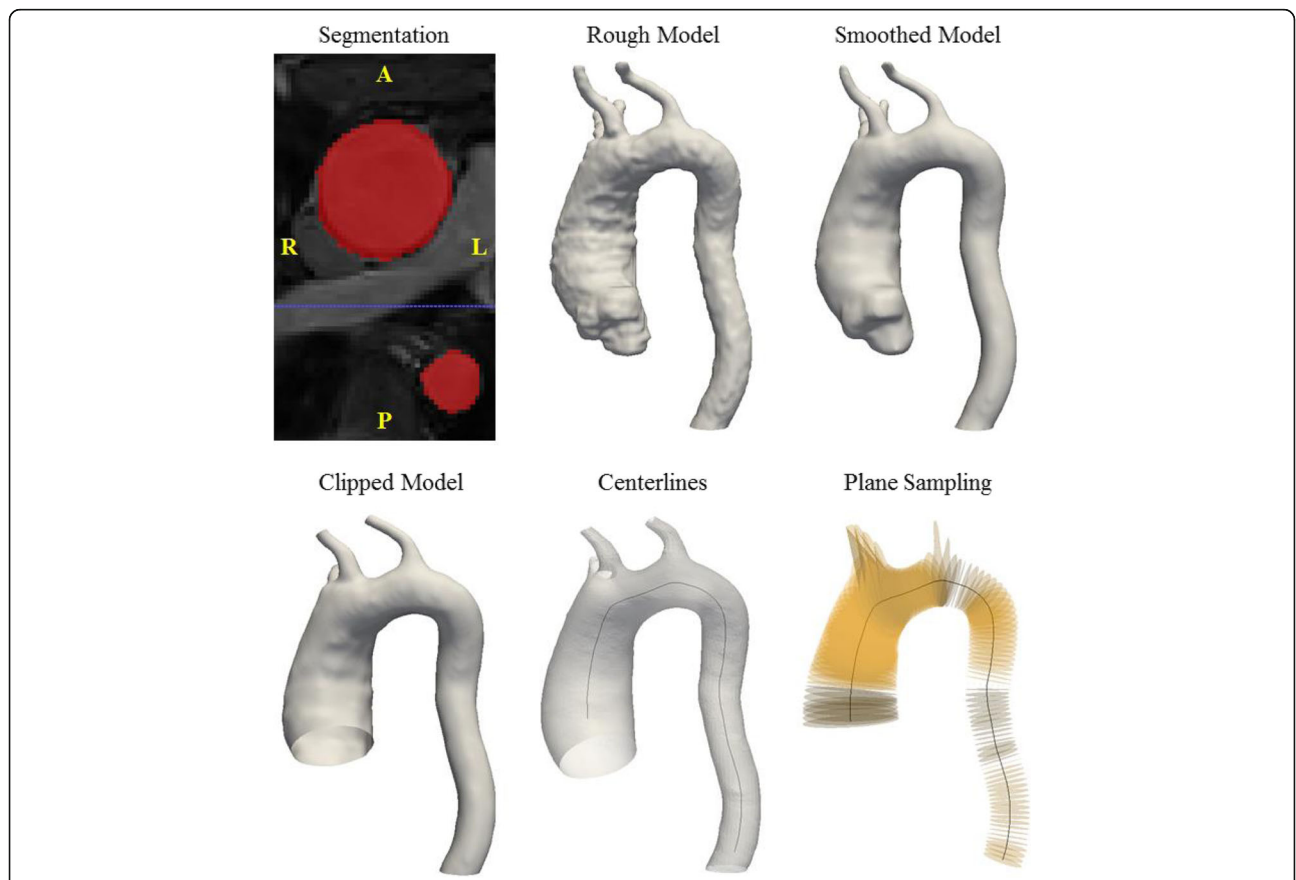 Segmentation Rough Model Smoothed Model
A
R L
P
Clipped Model Centerlines Plane Sampling